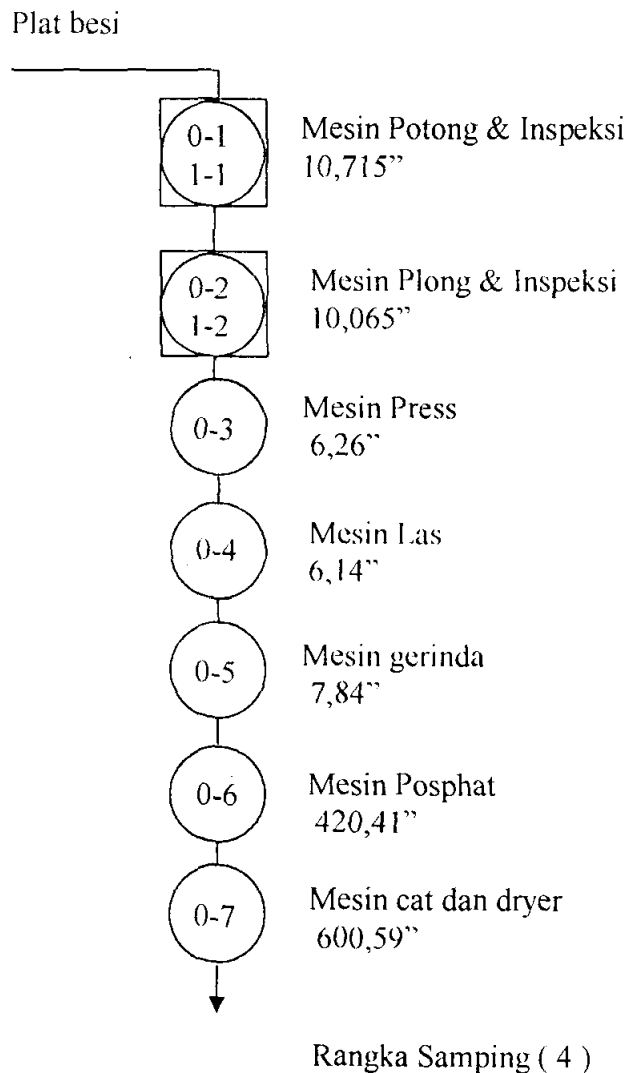 Plat besi
0-1
1-1
Mesin Potong & Inspeksi
10,715”
0-2
1-2
Mesin Plong & Inspeksi
10,065”
0-3
Mesin Press
6,26”
0-4
Mesin Las
6,14”
0-5
Mesin gerinda
7,84”
0-6
Mesin Posphat
420,41”
0-7
Mesin cat dan dryer
600,59”
Rangka Samping ( 4 )